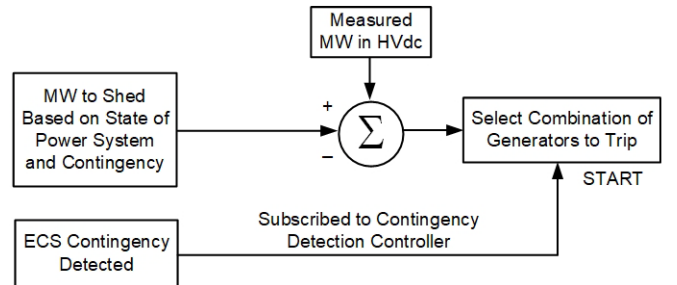 Measured
MW in HVdc
MW to Shed
Based on State of
Power System
and Contingency
+
Σ
−
Select Combination of
Generators to Trip
START
Subscribed to Contingency
Detection Controller
ECS Contingency
Detected